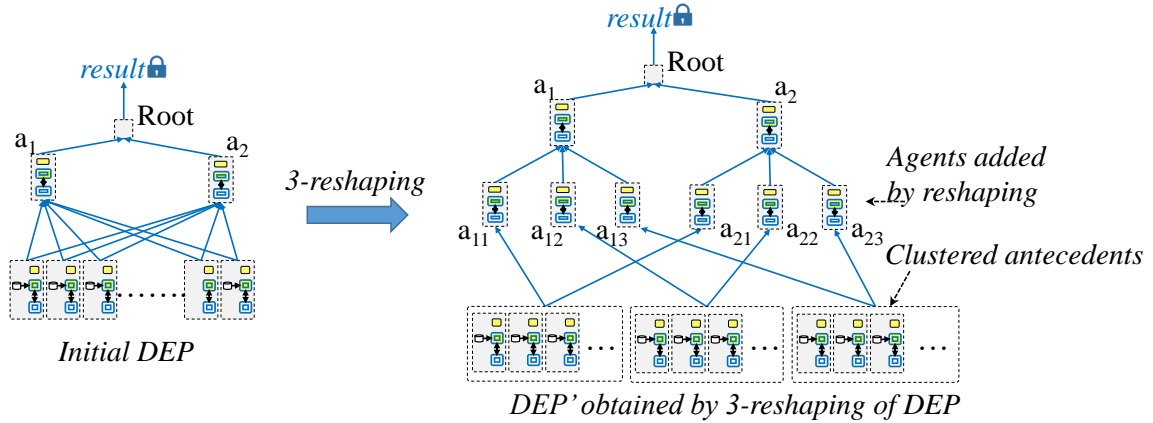 result
Root
a1
a2
Initial DEP
3-reshaping
result
Root
a1
a2
Agents added
by reshaping
a11
a12
a13
a21
a22
a23
Clustered antecedents
DEP’ obtained by 3-reshaping of DEP